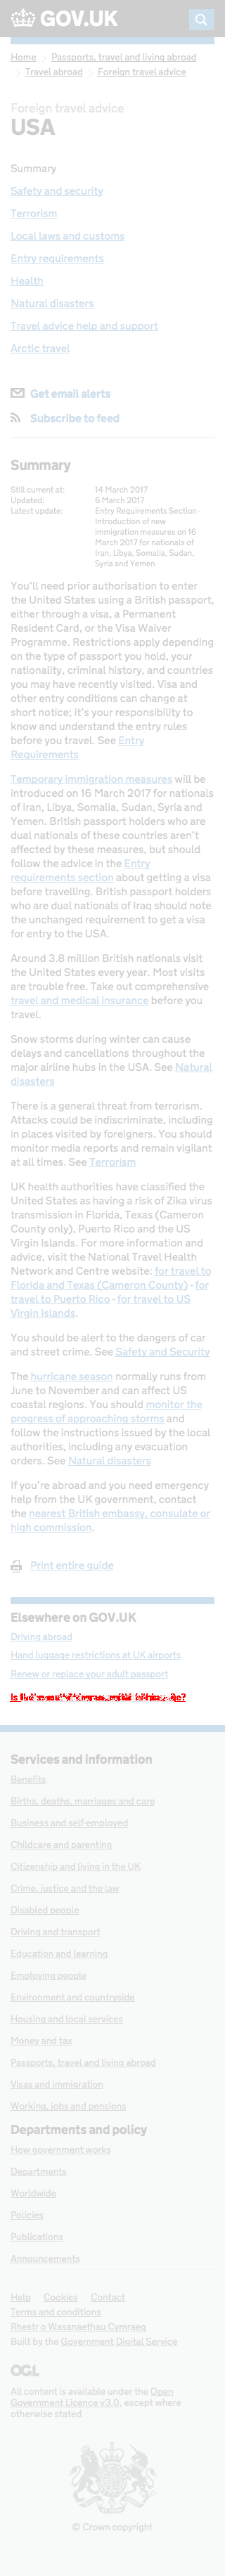 GOV.UK
Home
Passports, travel and living abroad
Travel abroad
Foreign travel advice
Foreign travel advice
USA
Summary
Safety and security
Terrorism
Local laws and customs
Entry requirements
Health
Natural disasters
Travel advice help and support
Arctic travel
Get email alerts
Subscribe to feed
Summary
Still current at: 14 March 2017
Updated: 6 March 2017
Latest update: Entry Requirements Section -
Introduction of new
immigration measures on 16
March 2017 for nationals of
Iran, Libya, Somalia, Sudan,
Syria and Yemen
You'll need prior authorisation to enter
the United States using a British passport,
either through a visa, a Permanent
Resident Card, or the Visa Waiver
Programme. Restrictions apply depending
on the type of passport you hold, your
nationality, criminal history, and countries
you may have recently visited. Visa and
other entry conditions can change at
short notice; it's your responsibility to
know and understand the entry rules
before you travel. See Entry
Requirements
Temporary immigration measures will be
introduced on 16 March 2017 for nationals
of Iran, Libya, Somalia, Sudan, Syria and
Yemen. British passport holders who are
dual nationals of these countries aren't
affected by these measures, but should
follow the advice in the Entry
requirements section about getting a visa
before travelling. British passport holders
who are dual nationals of Iraq should note
the unchanged requirement to get a visa
for entry to the USA.
Around 3.8 million British nationals visit
the United States every year. Most visits
are trouble free. Take out comprehensive
travel and medical insurance before you
travel.
Snow storms during winter can cause
delays and cancellations throughout the
major airline hubs in the USA. See Natural
disasters
There is a general threat from terrorism.
Attacks could be indiscriminate, including
in places visited by foreigners. You should
monitor media reports and remain vigilant
at all times. See Terrorism
UK health authorities have classified the
United States as having a risk of Zika virus
transmission in Florida, Texas (Cameron
County only), Puerto Rico and the US
Virgin Islands. For more information and
advice, visit the National Travel Health
Network and Centre website: for travel to
Florida and Texas (Cameron County) - for
travel to Puerto Rico - for travel to US
Virgin Islands.
You should be alert to the dangers of car
and street crime. See Safety and Security
The hurricane season normally runs from
June to November and can affect US
coastal regions. You should monitor the
progress of approaching storms and
follow the instructions issued by the local
authorities, including any evacuation
orders. See Natural disasters
If you're abroad and you need emergency
help from the UK government, contact
the nearest British embassy, consulate or
high commission.
Print entire guide
Elsewhere on GOV.UK
Driving abroad
Hand luggage restrictions at UK airports
Renew or replace your adult passport
Services and information
Benefits
Births, deaths, marriages and care
Business and self-employed
Childcare and parenting
Citizenship and living in the UK
Crime, justice and the law
Disabled people
Driving and transport
Education and learning
Employing people
Environment and countryside
Housing and local services
Money and tax
Passports, travel and living abroad
Visas and immigration
Working, jobs and pensions
Departments and policy
How government works
Departments
Worldwide
Policies
Publications
Announcements
Help Cookies Contact
Terms and conditions
Rhestr o Wasanaethau Cymraeg
Built by the Government Digital Service
OGL
All content is available under the Open
Government Licence v3.0, except where
otherwise stated
© Crown copyright